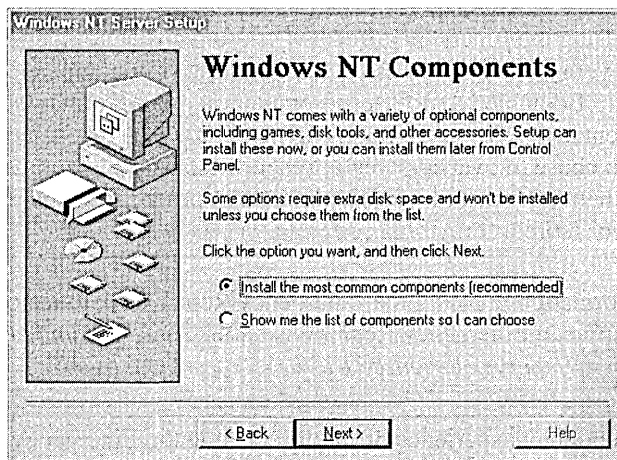 Windows NT Server Setup
Windows NT Components
Windows NT comes with a variety of optional components,
including games, disk tools, and other accessories. Setup can
install these now, or you can install them later from Control
Panel.
Some options require extra disk space and won't be installed
unless you choose them from the list.
Click the option you want, and then click Next.
Install the most common components (recommended)
Show me the list of components so I can choose
< Back
Next >
Help